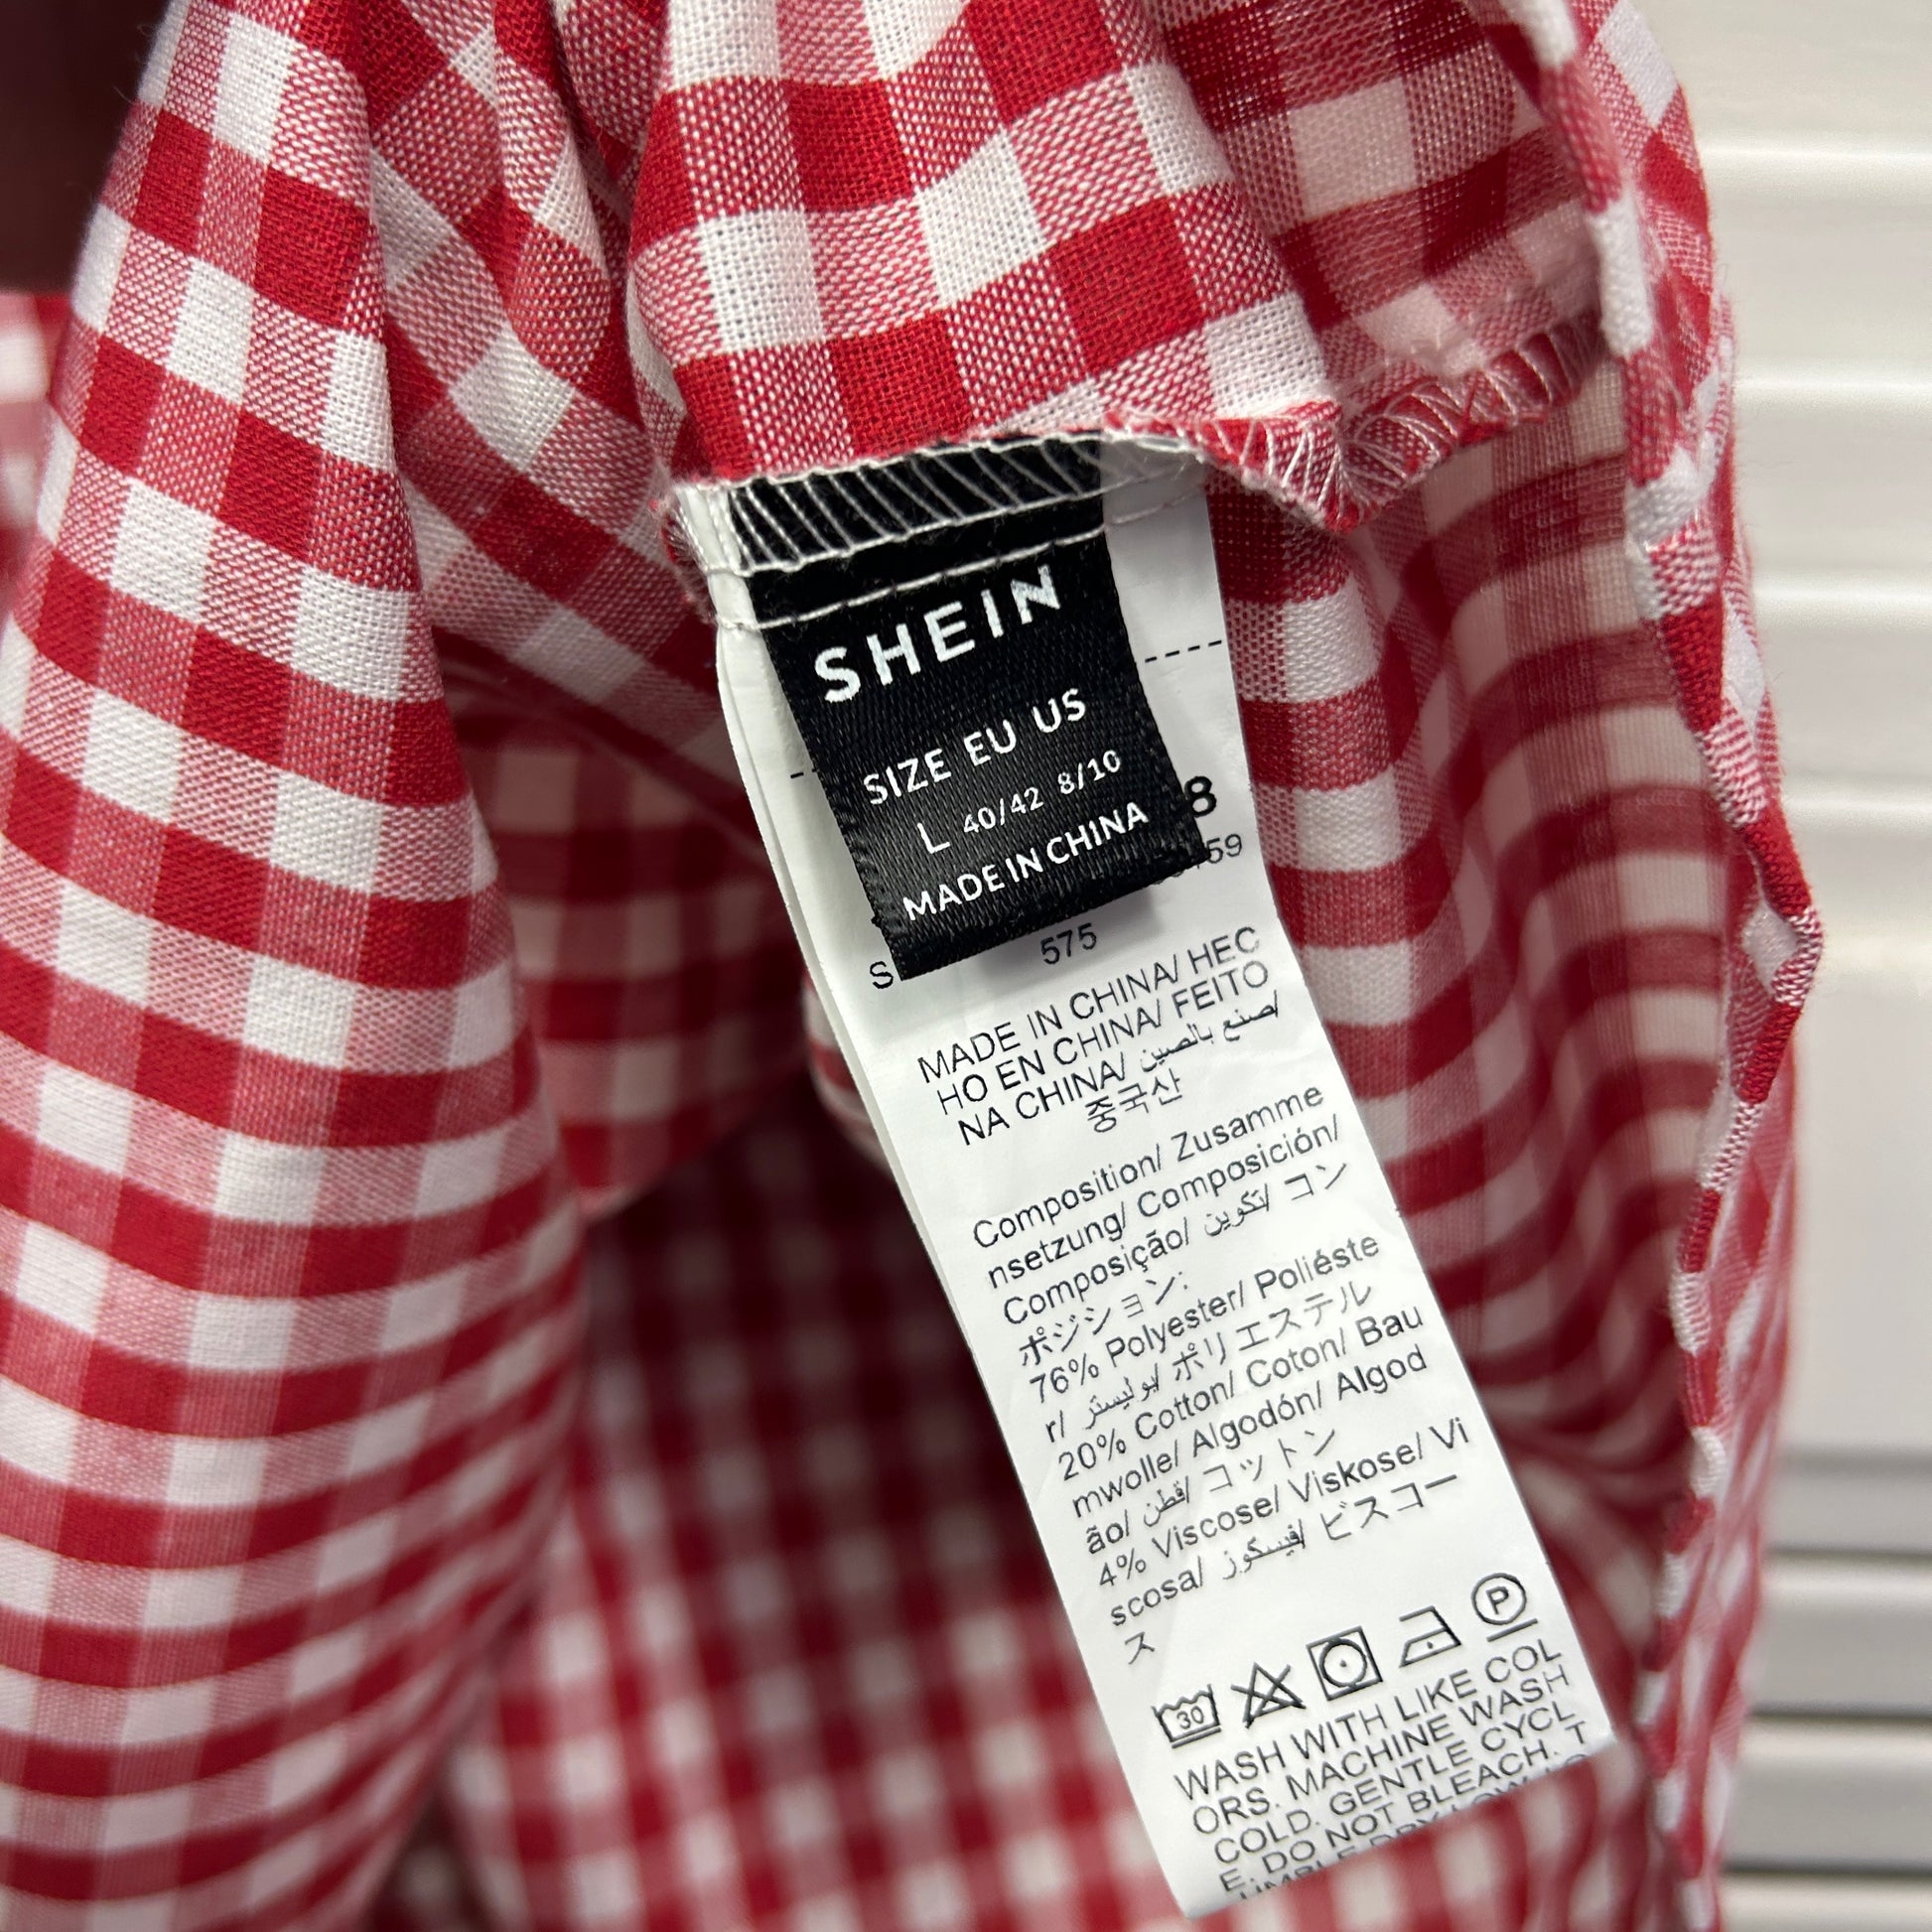 SHEIN
SIZE EU US
L 40/42 8/10
MADE IN CHINA
8
59
S
575
MADE IN CHINA/ HEC
HO EN CHINA/ FEITO
NA CHINA/ صنع بالصين/
중국산
Composition/ Zusamme
nsetzung/ Composición/
Composição/ تكوين/ コン
ポジション:
76% Polyester/ Poliéste
r/ بوليستر/ ポリエステル
20% Cotton/ Coton/ Bau
mwolle/ Algodón/ Algod
ão/ قطن/ コットン
4% Viscose/ Viskose/ Vi
scosa/ فيسكوز/ ビスコー
ス
30 P
WASH WITH LIKE COL
ORS. MACHINE WASH
COLD. GENTLE CYCL
E. DO NOT BLEACH. T
UMBLE DRY LOW